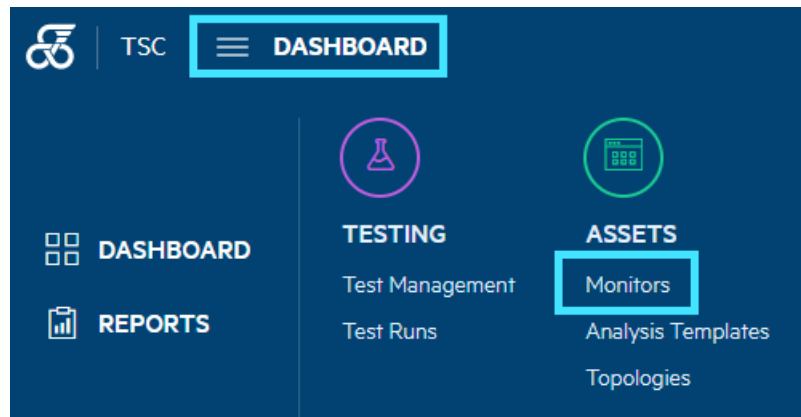 TSC DASHBOARD
DASHBOARD
REPORTS
TESTING
Test Management
Test Runs
ASSETS
Monitors
Analysis Templates
Topologies